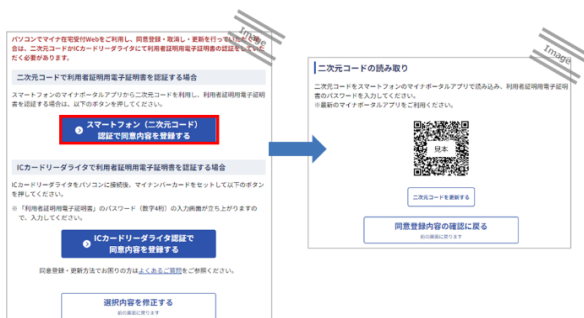 Image
パソコンでマイナ在宅受付Webをご利用し、同意登録・取消し・更新を行っていただく場
合は、二次元コードかICカードリーダライタにて利用者証明用電子証明書の認証をしていた
だく必要があります。
二次元コードで利用者証明用電子証明書を認証する場合
スマートフォンのマイナポータルアプリから二次元コードを利用し、利用者証明用電子証明
書を認証する場合は、以下のボタンを押してください。
スマートフォン（二次元コード）
認証で同意内容を登録する
ICカードリーダライタで利用者証明用電子証明書を認証する場合
ICカードリーダライタをパソコンに接続後、マイナンバーカードをセットして以下のボタン
を押してください。
※「利用者証明用電子証明書」のパスワード（数字4桁）の入力画面が立ち上がりますの
で、入力してください。
ICカードリーダライタ認証で
同意内容を登録する
同意登録・更新方法でお困りの方はよくあるご質問をご参照ください。
選択内容を修正する
前の画面に戻ります
Image
二次元コードの読み取り
二次元コードをスマートフォンのマイナポータルアプリで読み込み、利用者証明用電子証明
書のパスワードを入力してください。
※最新のマイナポータルアプリをご利用ください。
見本
二次元コードを更新する
同意登録内容の確認に戻る
前の画面に戻ります